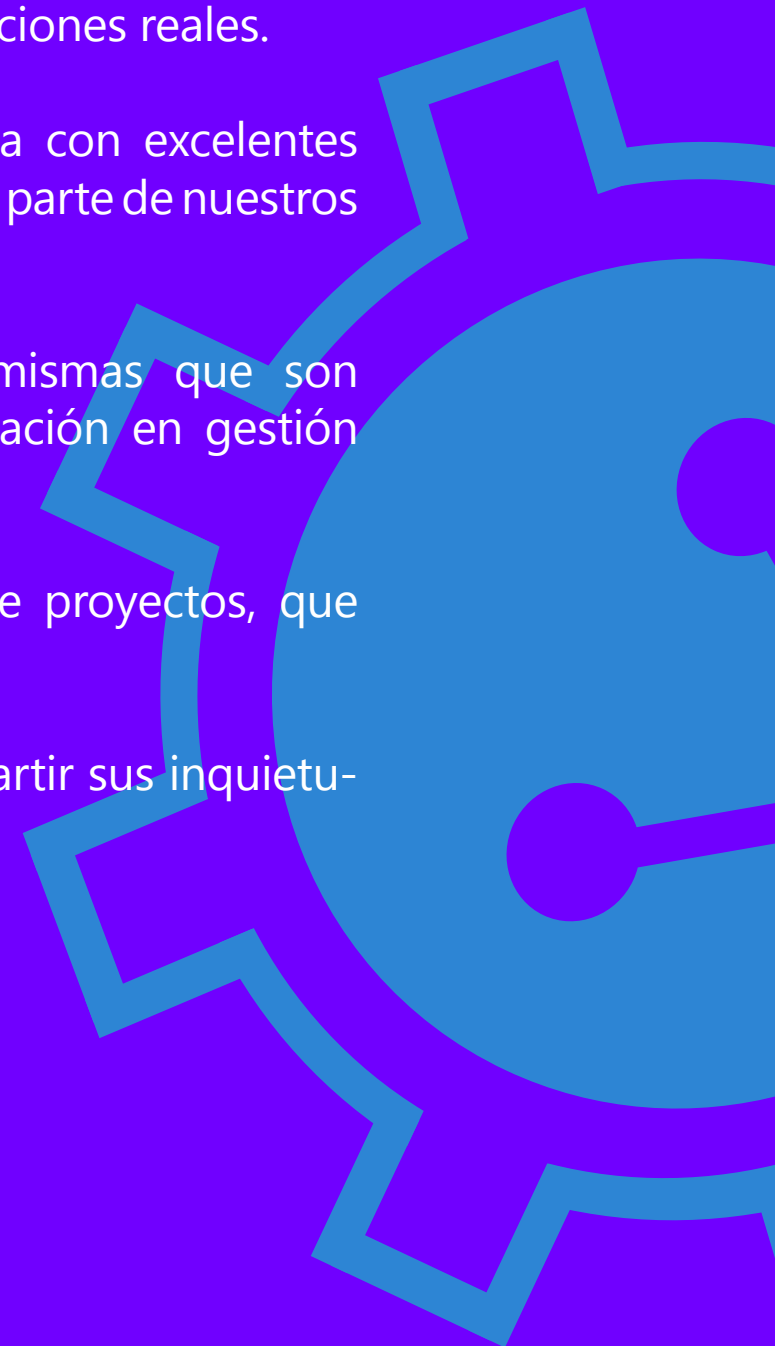 ciones reales.
a con excelentes
parte de nuestros
mismas que son
ación en gestión
e proyectos, que
artir sus inquietu-